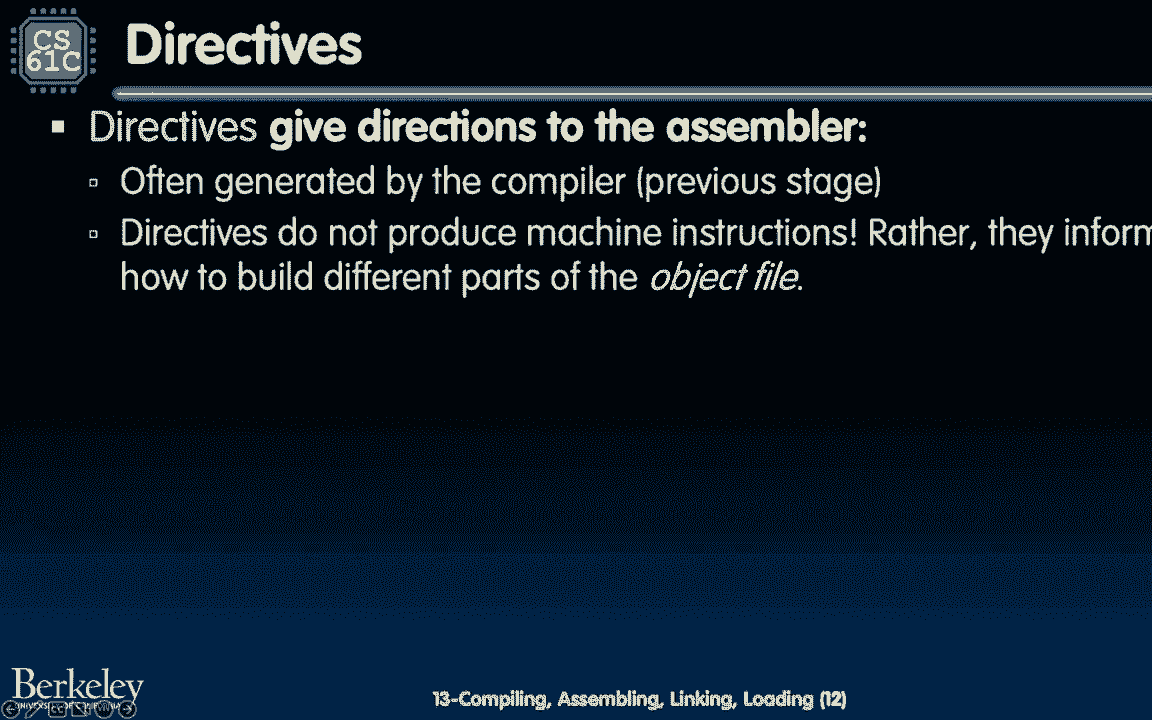 CS
61C
Directives
Directives give directions to the assembler:
Often generated by the compiler (previous stage)
Directives do not produce machine instructions! Rather, they inform
how to build different parts of the object file.
Berkeley
13-Compiling, Assembling, Linking, Loading (12)